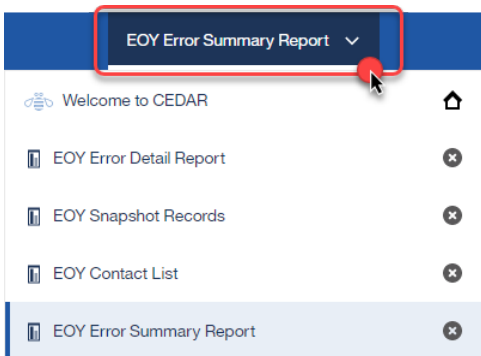 EOY Error Summary Report
Welcome to CEDAR
EOY Error Detail Report
EOY Snapshot Records
EOY Contact List
EOY Error Summary Report